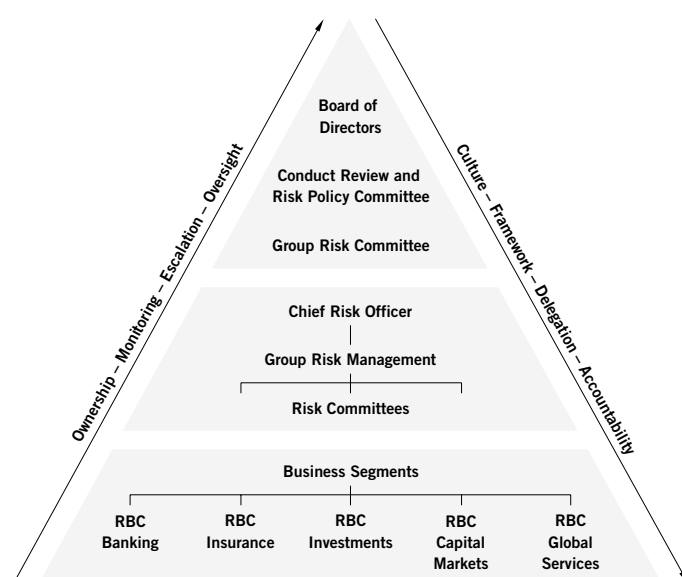 Board of
Directors
Conduct Review and
Risk Policy Committee
Group Risk Committee
Ownership – Monitoring – Escalation – Oversight
Culture – Framework – Delegation – Accountability
Chief Risk Officer
Group Risk Management
Risk Committees
Business Segments
RBC
Banking
RBC
Insurance
RBC
Investments
RBC
Capital
Markets
RBC
Global
Services